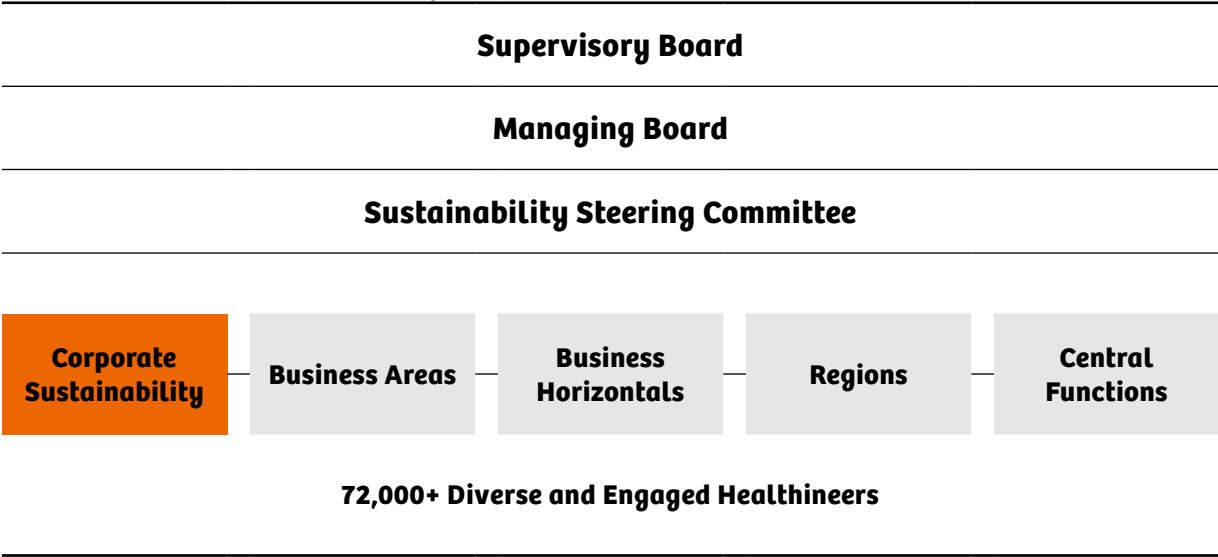 Supervisory Board
Managing Board
Sustainability Steering Committee
Corporate
Sustainability
Business Areas
Business
Horizontals
Regions
Central
Functions
72,000+ Diverse and Engaged Healthineers